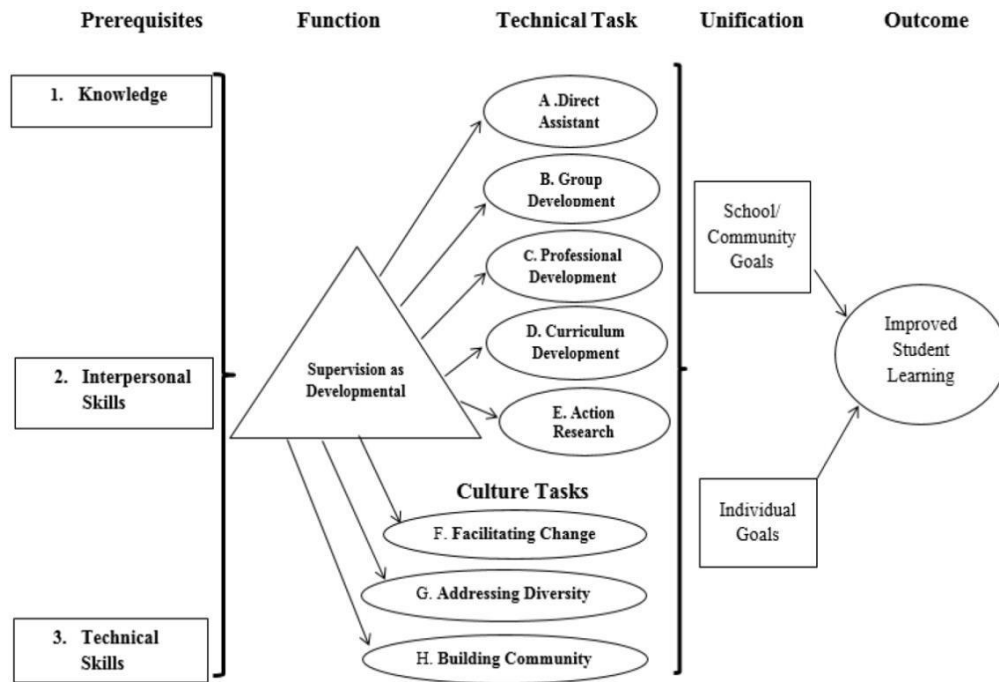 Prerequisites
Function
Technical Task
Unification
Outcome
1. Knowledge
2. Interpersonal
Skills
3. Technical
Skills
Supervision as
Developmental
A .Direct
Assistant
B. Group
Development
C. Professional
Development
D. Curriculum
Development
E. Action
Research
Culture Tasks
F. Facilitating Change
G. Addressing Diversity
H. Building Community
School/
Community
Goals
Individual
Goals
Improved
Student
Learning